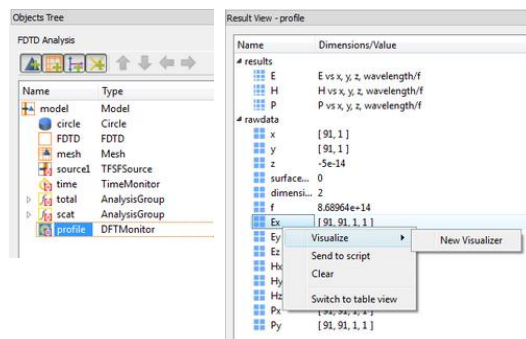 Objects Tree
FDTD Analysis
Name Type
model Model
circle Circle
FDTD FDTD
mesh Mesh
source1 TFSFSource
time TimeMonitor
total AnalysisGroup
scat AnalysisGroup
profile DFTMonitor
Result View - profile
Name Dimensions/Value
results
E E vs x, y, z, wavelength/f
H H vs x, y, z, wavelength/f
P P vs x, y, z, wavelength/f
rawdata
x [ 91, 1 ]
y [ 91, 1 ]
z -5e-14
surface... 0
dimensi... 2
f 8.68964e+14
Ex [ 91, 91, 1, 1 ]
Ey Visualize New Visualizer
Ez Send to script
Hx Clear
Hy
Hz Switch to table view
Px [ 91, 91, 1, 1 ]
Py [ 91, 91, 1, 1 ]